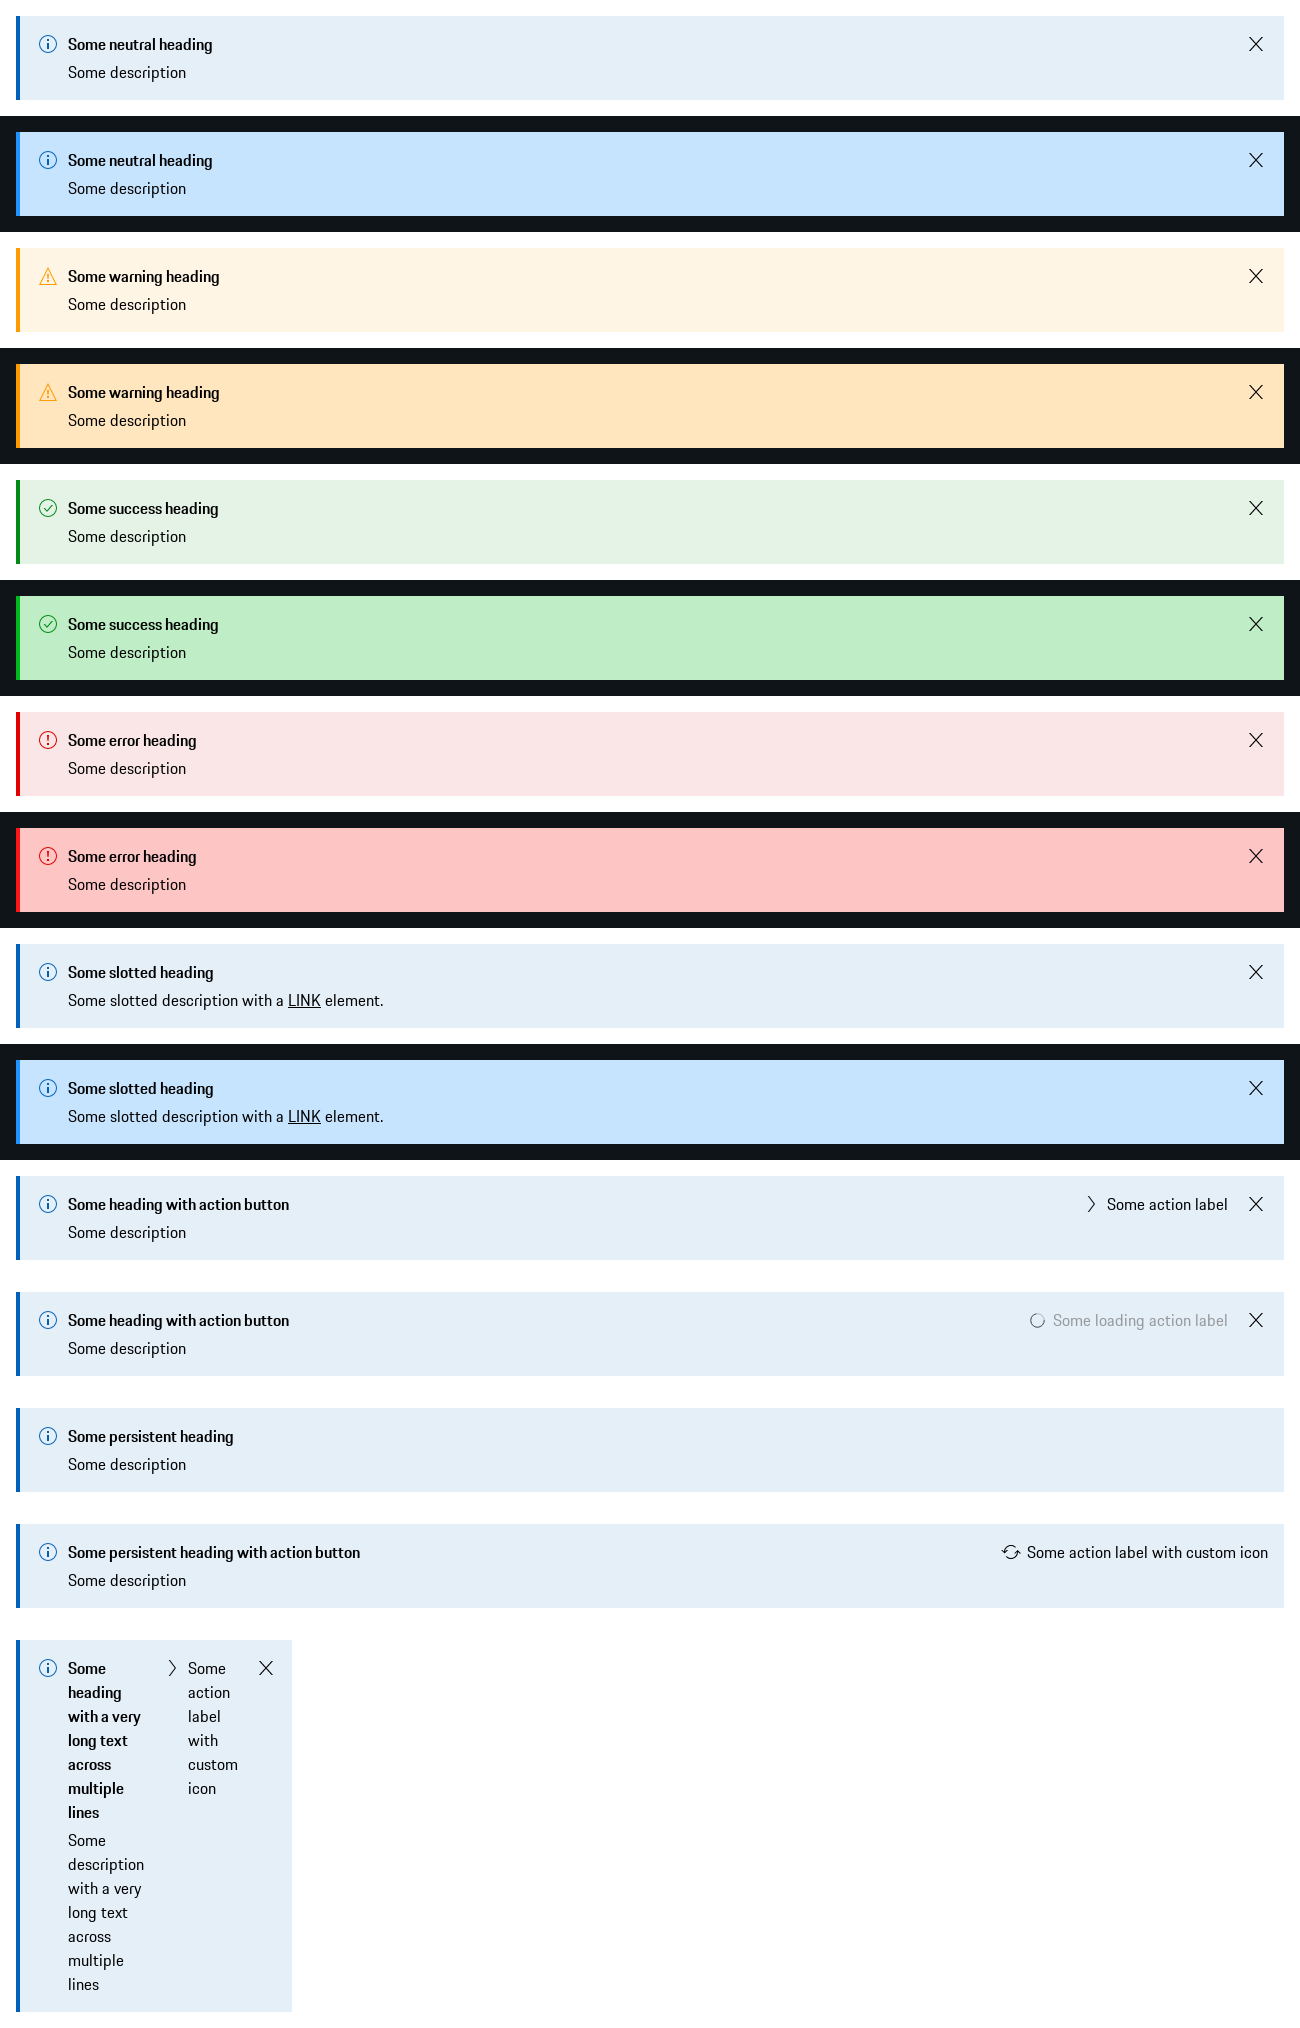 Some neutral heading
Some description
Some neutral heading
Some description
Some warning heading
Some description
Some warning heading
Some description
Some success heading
Some description
Some success heading
Some description
Some error heading
Some description
Some error heading
Some description
Some slotted heading
Some slotted description with a LINK element.
Some slotted heading
Some slotted description with a LINK element.
Some heading with action button
Some action label
Some description
Some heading with action button
Some loading action label
Some description
Some persistent heading
Some description
Some persistent heading with action button
Some action label with custom icon
Some description
Some
heading
with a very
long text
across
multiple
lines
Some
description
with a very
long text
across
multiple
lines
Some
action
label
with
custom
icon